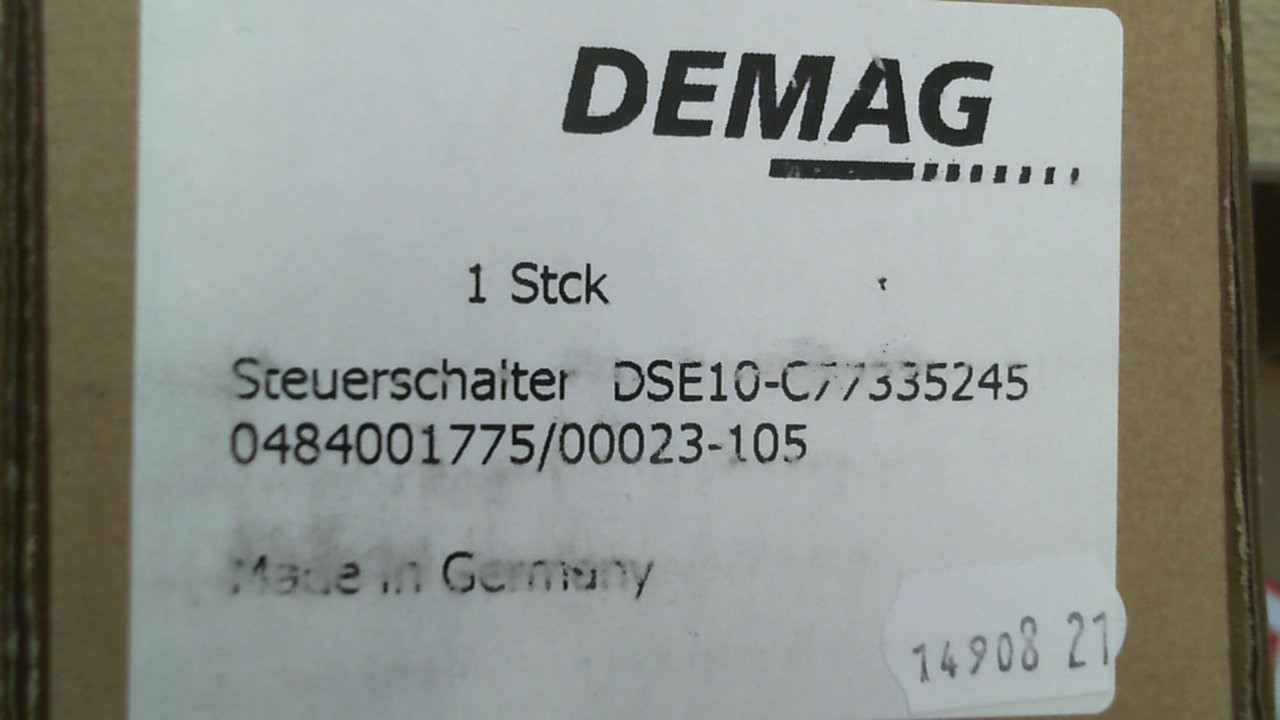 DEMAG
1 Stck
Steuerschalter DSE10-C77335245
0484001775/00023-105
Made in Germany
14908 21